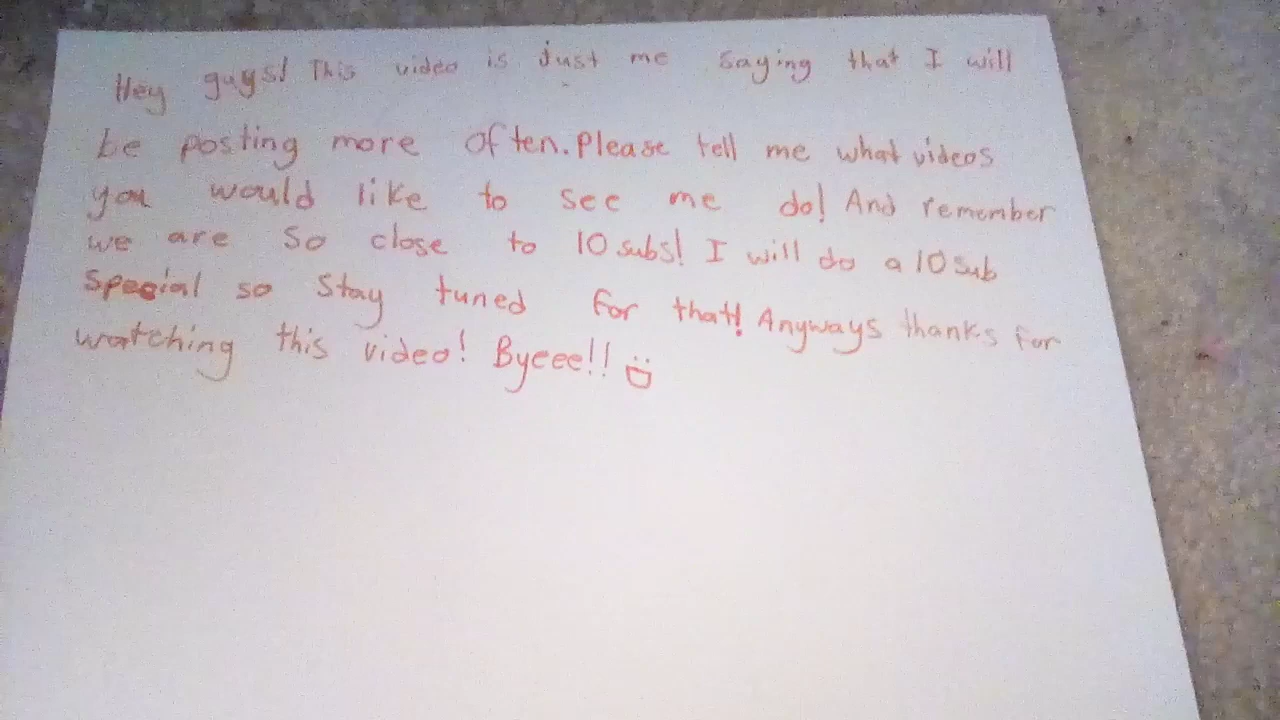 Hey guys! This video is just me saying that I will
be posting more often. Please tell me what videos
you would like to see me do! And remember
we are so close to 10 subs! I will do a 10 sub
special so stay tuned for that! Anyways thanks for
watching this video! Byeee!!